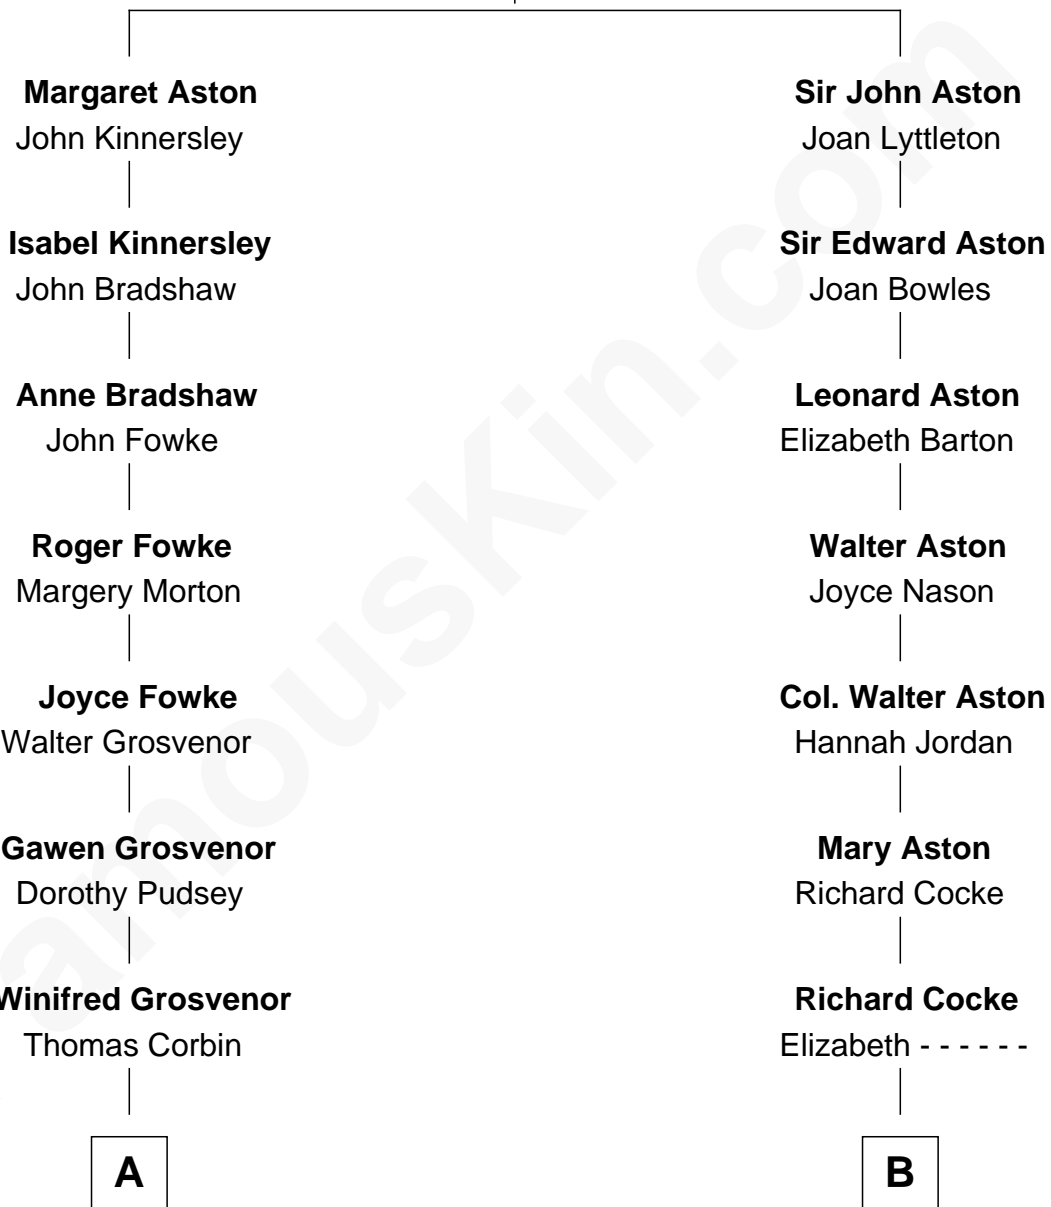 Margaret Aston
John Kinnersley
Sir John Aston
Joan Lyttleton
Isabel Kinnersley
John Bradshaw
Sir Edward Aston
Joan Bowles
Anne Bradshaw
John Fowke
Leonard Aston
Elizabeth Barton
Roger Fowke
Margery Morton
Walter Aston
Joyce Nason
Joyce Fowke
Walter Grosvenor
Col. Walter Aston
Hannah Jordan
Gawen Grosvenor
Dorothy Pudsey
Mary Aston
Richard Cocke
Winifred Grosvenor
Thomas Corbin
Richard Cocke
Elizabeth - - - - - -
A
B
amouskin.com